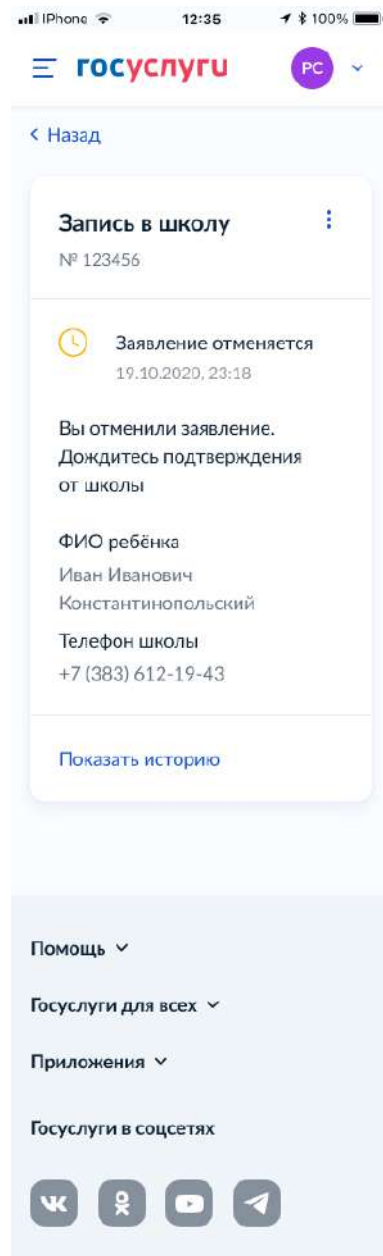 IPhone 12:35 100%
госуслуги РС
Назад
Запись в школу
№ 123456
Заявление отменяется
19.10.2020, 23:18
Вы отменили заявление.
Дождитесь подтверждения
от школы
ФИО ребёнка
Иван Иванович
Константинопольский
Телефон школы
+7 (383) 612-19-43
Показать историю
Помощь
Госуслуги для всех
Приложения
Госуслуги в соцсетях